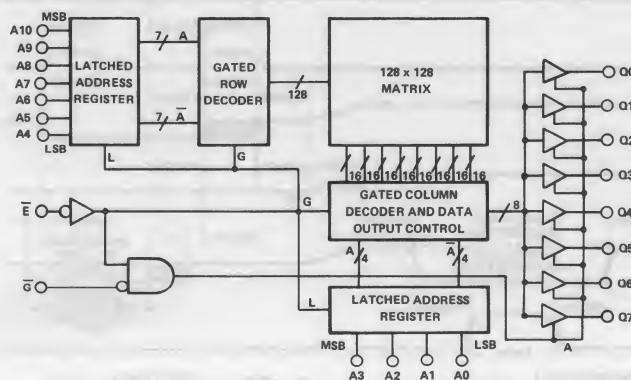 MSB
A10
A9
A8
A7
A6
A5
A4
LSB
LATCHED
ADDRESS
REGISTER
7 A
7 A̅
L
GATED
ROW
DECODER
G
128
128 x 128
MATRIX
16 16 16 16 16 16 16 16
E̅
G̅
G
GATED COLUMN
DECODER AND DATA
OUTPUT CONTROL
8
A 4
A̅ 4
L
LATCHED ADDRESS
REGISTER
MSB
LSB
A3 A2 A1 A0
A
Q0
Q1
Q2
Q3
Q4
Q5
Q6
Q7